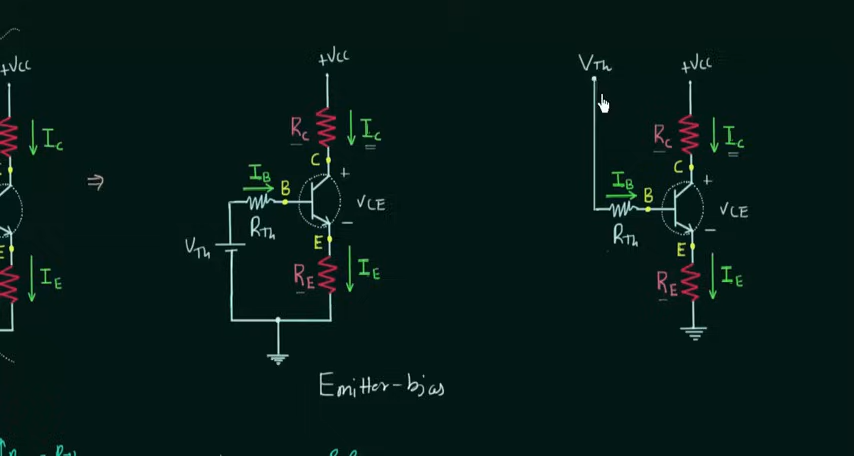 +VCC
IC
E
IE
⇒
+VCC
RC
IC
C
+
IB
B
VCE
RTh
−
VTh
E
RE
IE
Emitter-bias
VTh
+VCC
RC
IC
C
+
IB
B
VCE
RTh
−
E
RE
IE